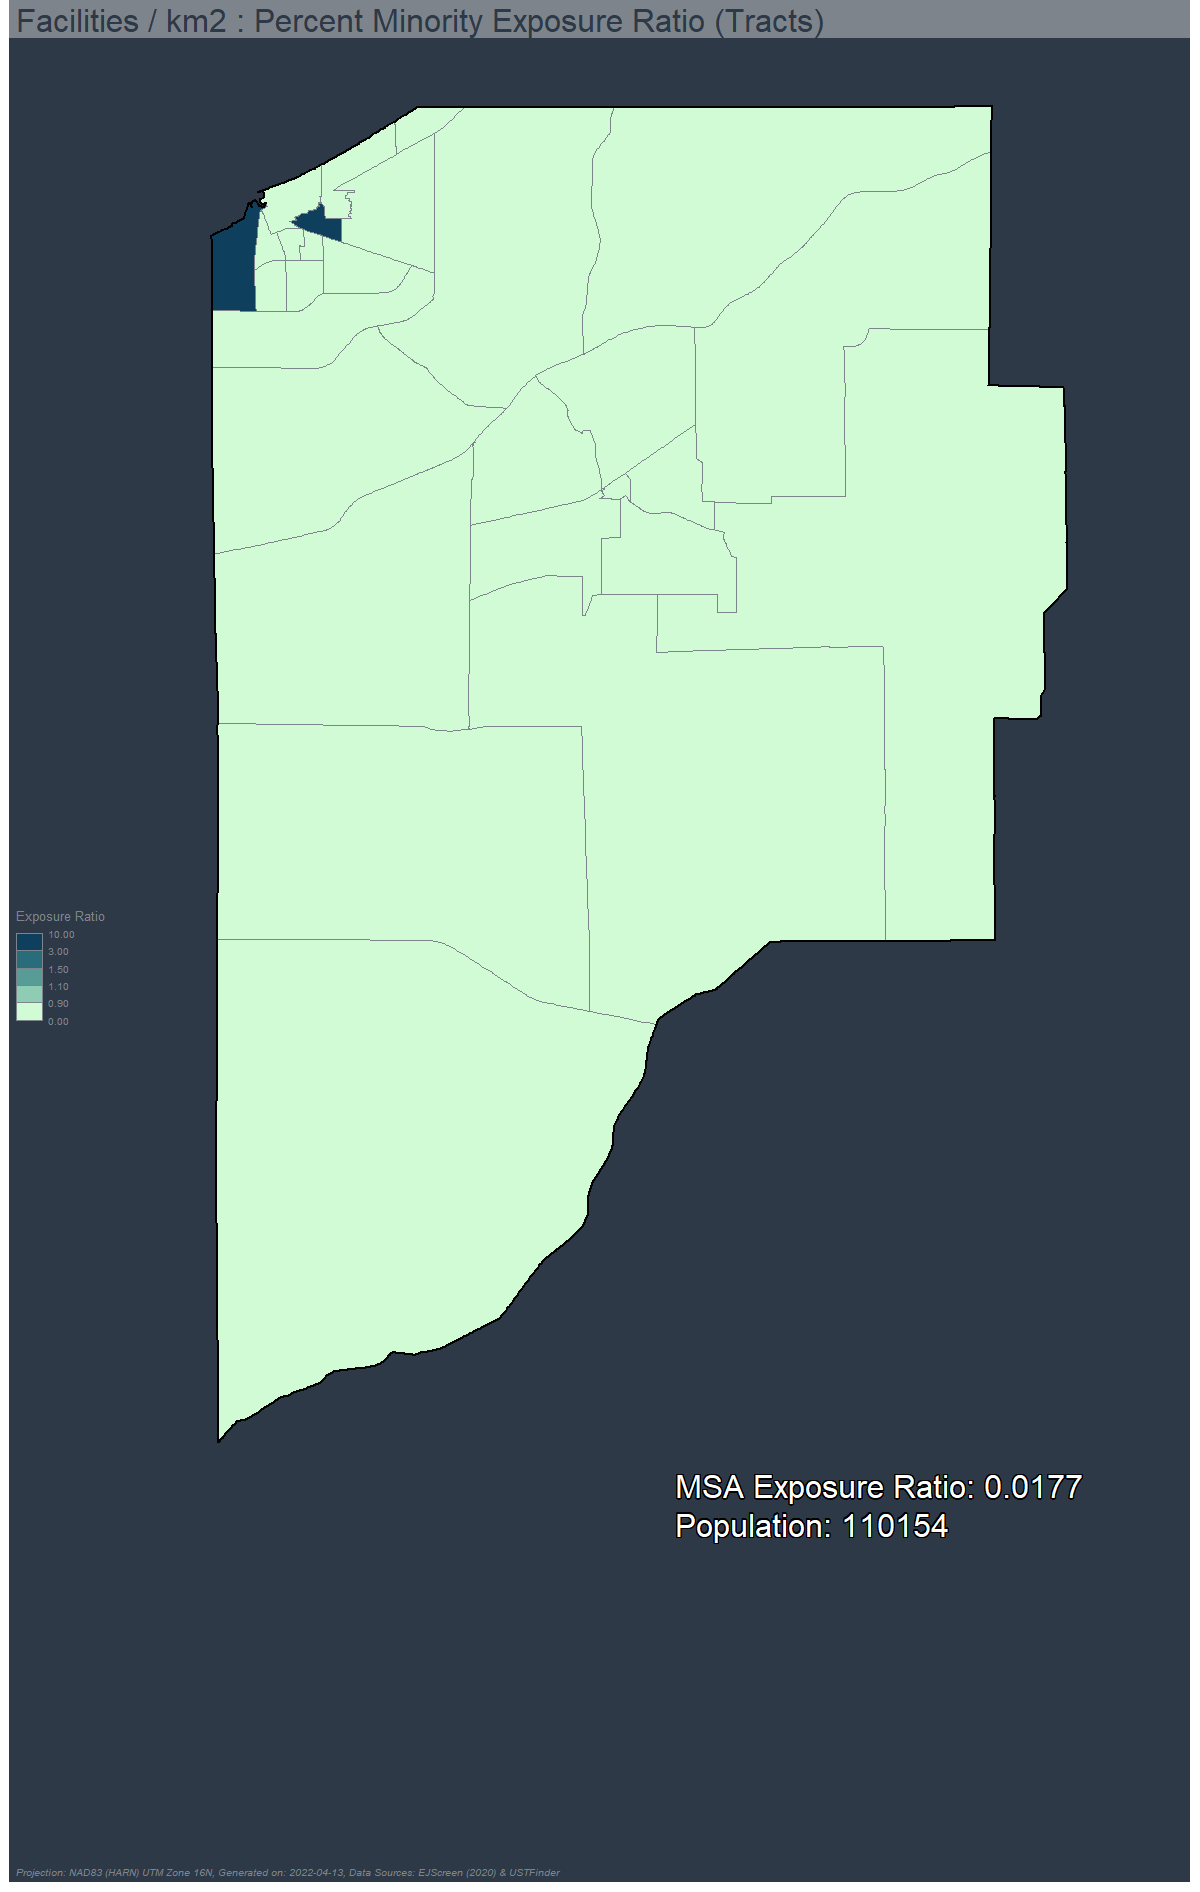 Facilities / km2 : Percent Minority Exposure Ratio (Tracts)
Exposure Ratio
10.00
3.00
1.50
1.10
0.90
0.00
MSA Exposure Ratio: 0.0177
Population: 110154
Projection: NAD83 (HARN) UTM Zone 16N, Generated on: 2022-04-13, Data Sources: EJScreen (2020) & USTFinder